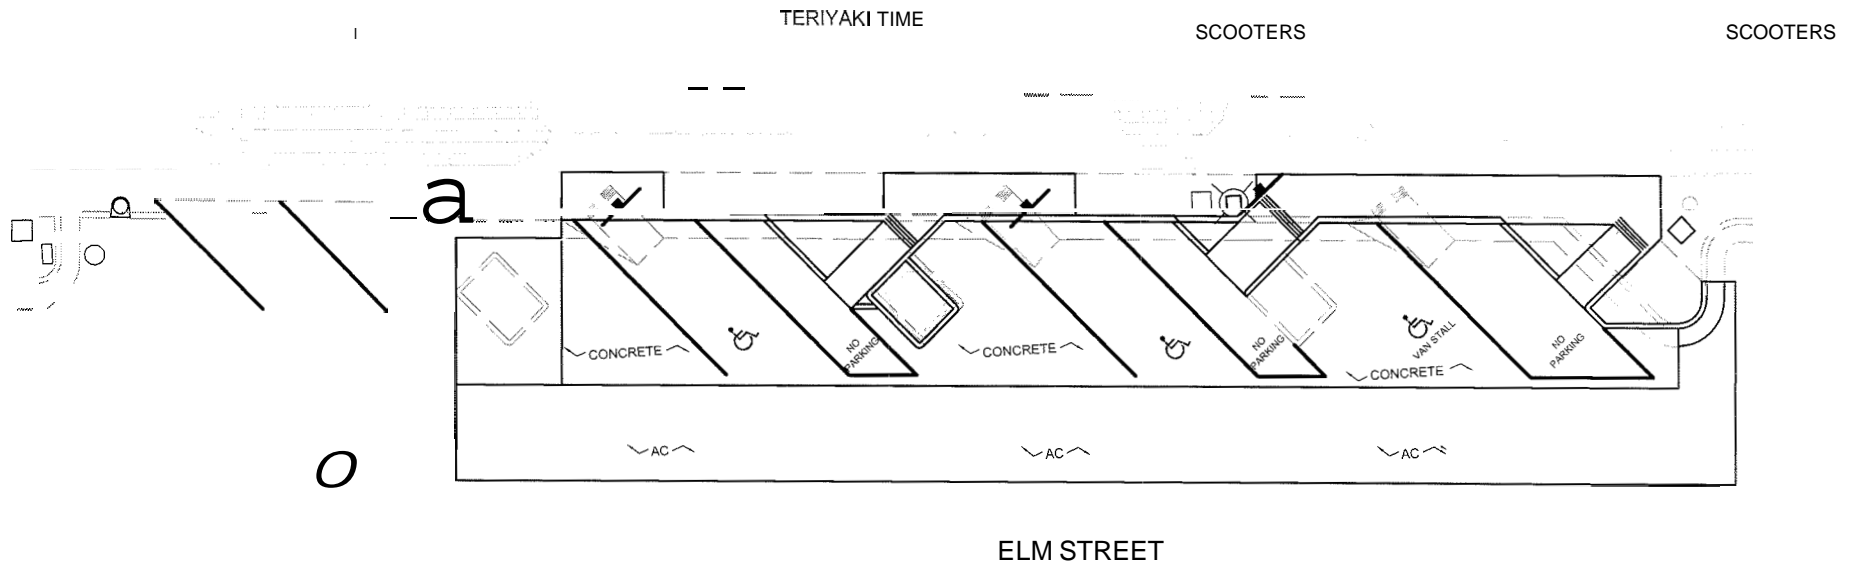 TERIYAKI TIME
SCOOTERS
SCOOTERS
a
CONCRETE
NO
PARKING
CONCRETE
NO
PARKING
VAN STALL
CONCRETE
NO
PARKING
AC
AC
AC
O
ELM STREET